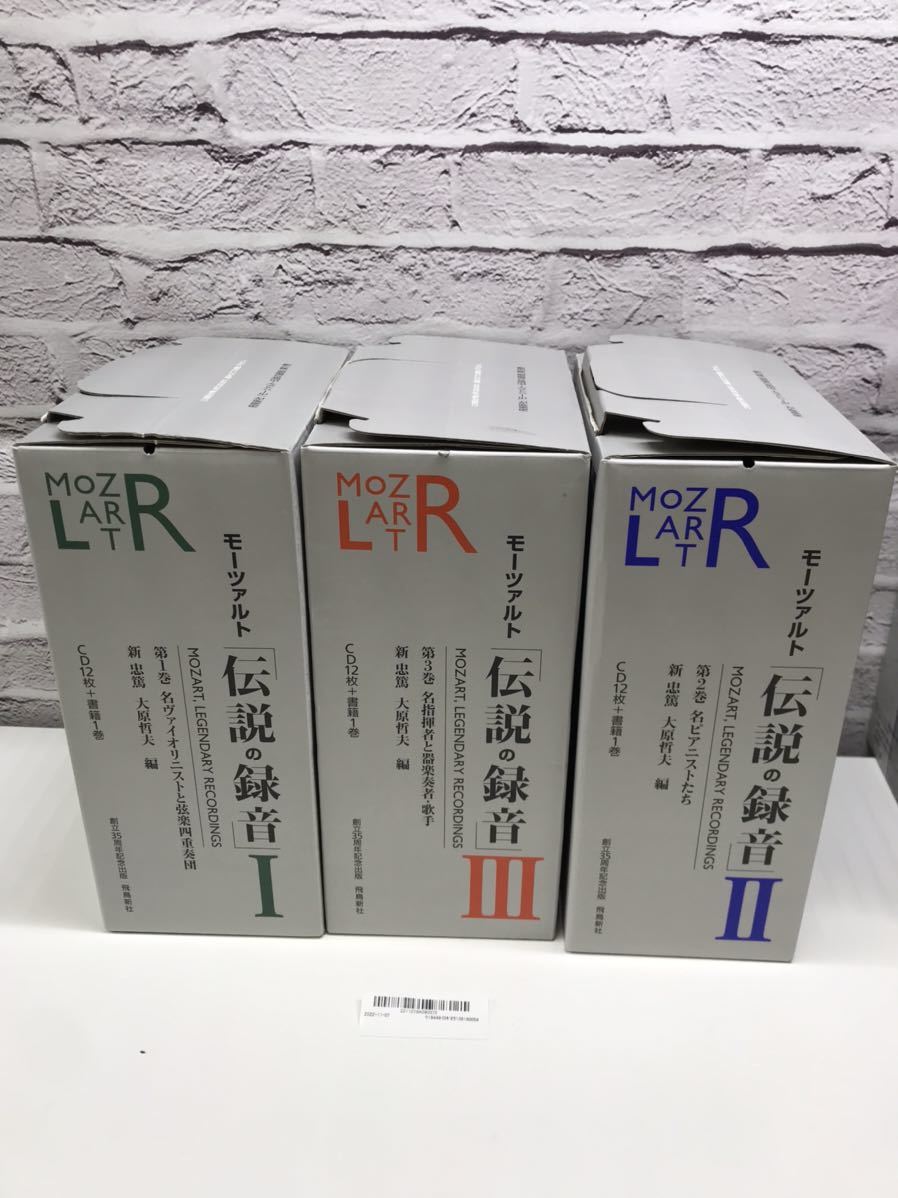 MOZ
LARTR
モーツァルト
「伝説の録音」I
MOZART, LEGENDARY RECORDINGS
第1巻 名ヴァイオリニストと弦楽四重奏団
新 忠篤 大原哲夫 編
CD12枚+書籍1巻
創立35周年記念出版 飛鳥新社
MOZ
LARTR
モーツァルト
「伝説の録音」III
MOZART, LEGENDARY RECORDINGS
第3巻 名指揮者と器楽奏者・歌手
新 忠篤 大原哲夫 編
CD12枚+書籍1巻
創立35周年記念出版 飛鳥新社
MOZ
LARTR
モーツァルト
「伝説の録音」II
MOZART, LEGENDARY RECORDINGS
第2巻 名ピアニストたち
新 忠篤 大原哲夫 編
CD12枚+書籍1巻
創立35周年記念出版 飛鳥新社